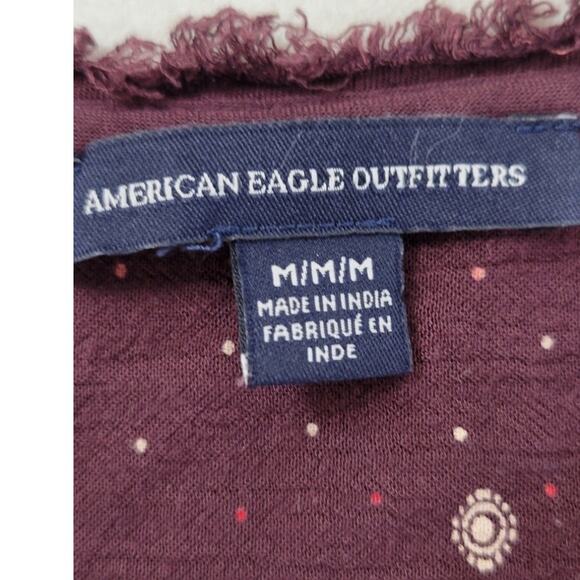 AMERICAN EAGLE OUTFITTERS
M/M/M
MADE IN INDIA
FABRIQUÉ EN
INDE